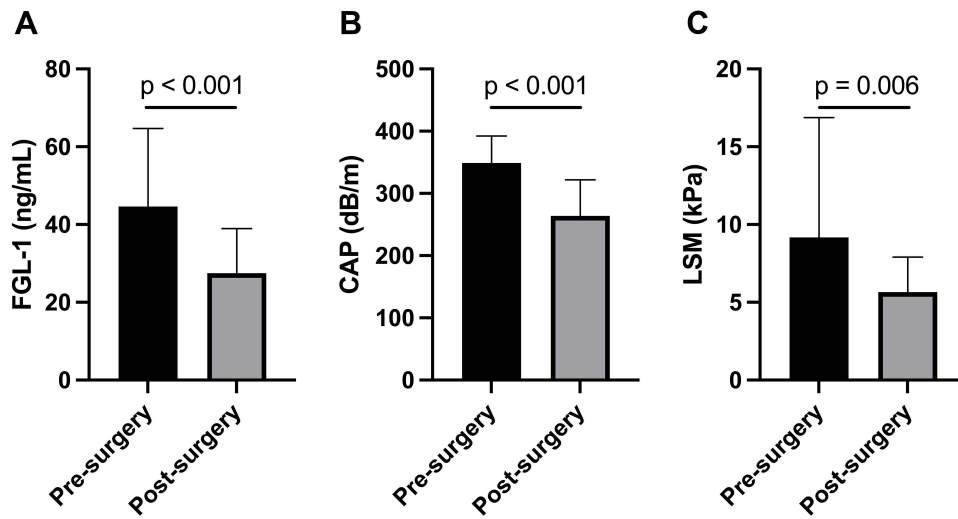 A
FGL-1 (ng/mL)
80
60
40
20
0
p < 0.001
Pre-surgery
Post-surgery
B
CAP (dB/m)
500
400
300
200
100
0
p < 0.001
Pre-surgery
Post-surgery
C
LSM (kPa)
20
15
10
5
0
p = 0.006
Pre-surgery
Post-surgery